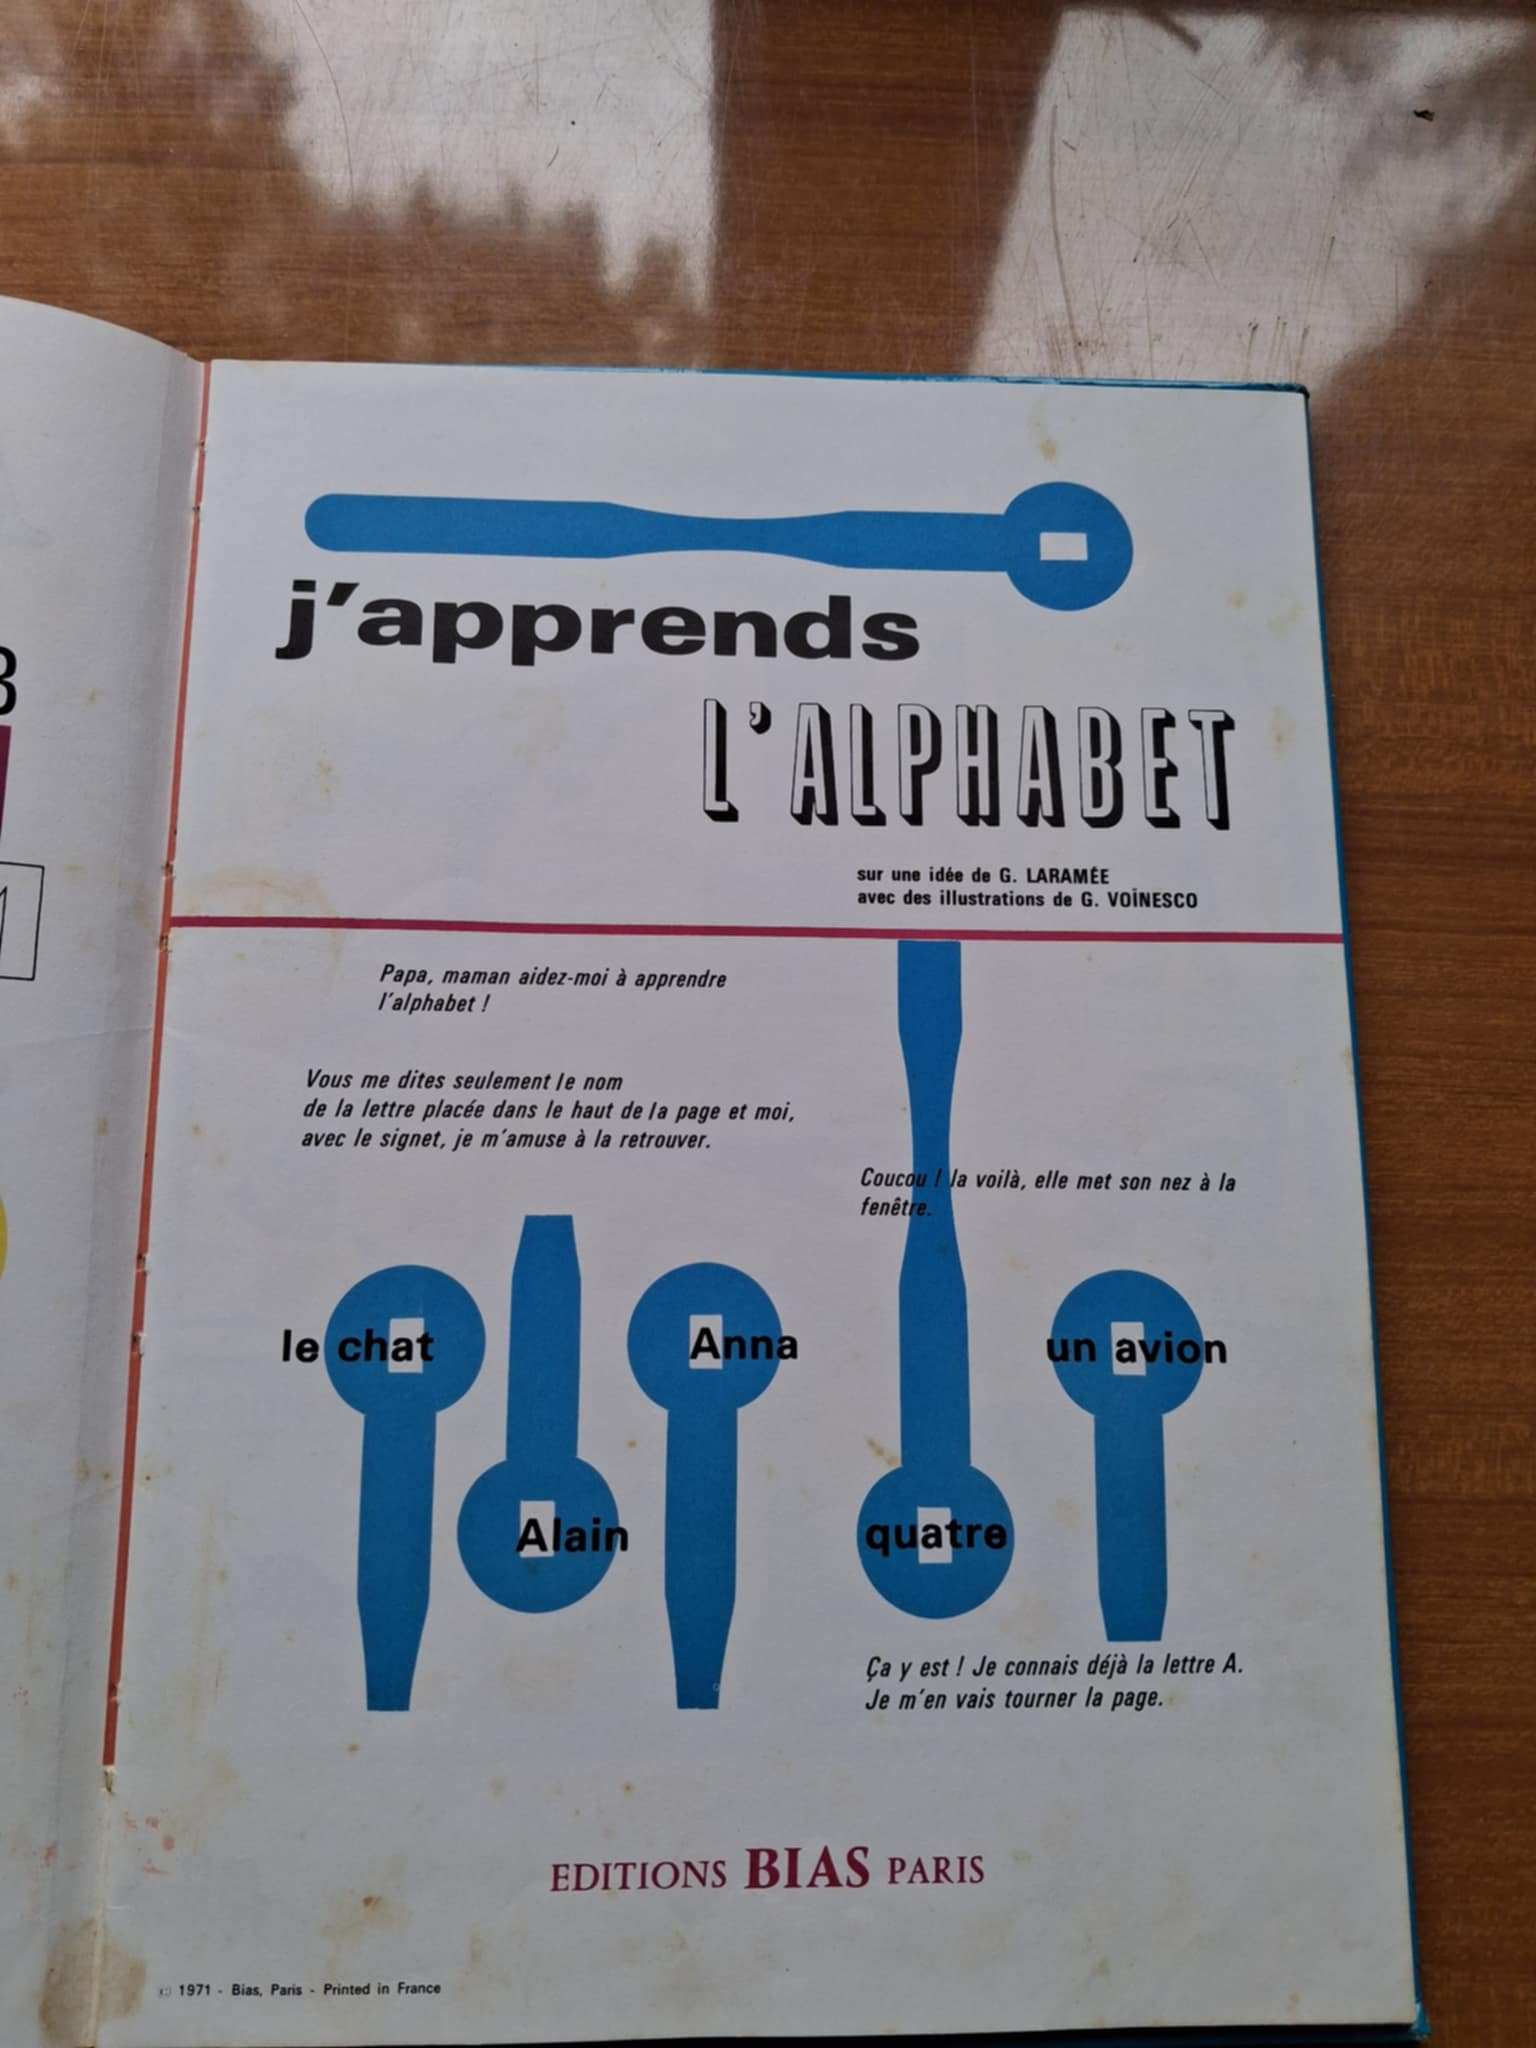 3
1
j'apprends
L'ALPHABET
sur une idée de G. LARAMÉE
avec des illustrations de G. VOÏNESCO
Papa, maman aidez-moi à apprendre
l'alphabet !
Vous me dites seulement le nom
de la lettre placée dans le haut de la page et moi,
avec le signet, je m'amuse à la retrouver.
Coucou ! la voilà, elle met son nez à la
fenêtre.
le chat
Anna
un avion
Alain
quatre
Ça y est ! Je connais déjà la lettre A.
Je m'en vais tourner la page.
EDITIONS BIAS PARIS
© 1971 - Bias, Paris - Printed in France